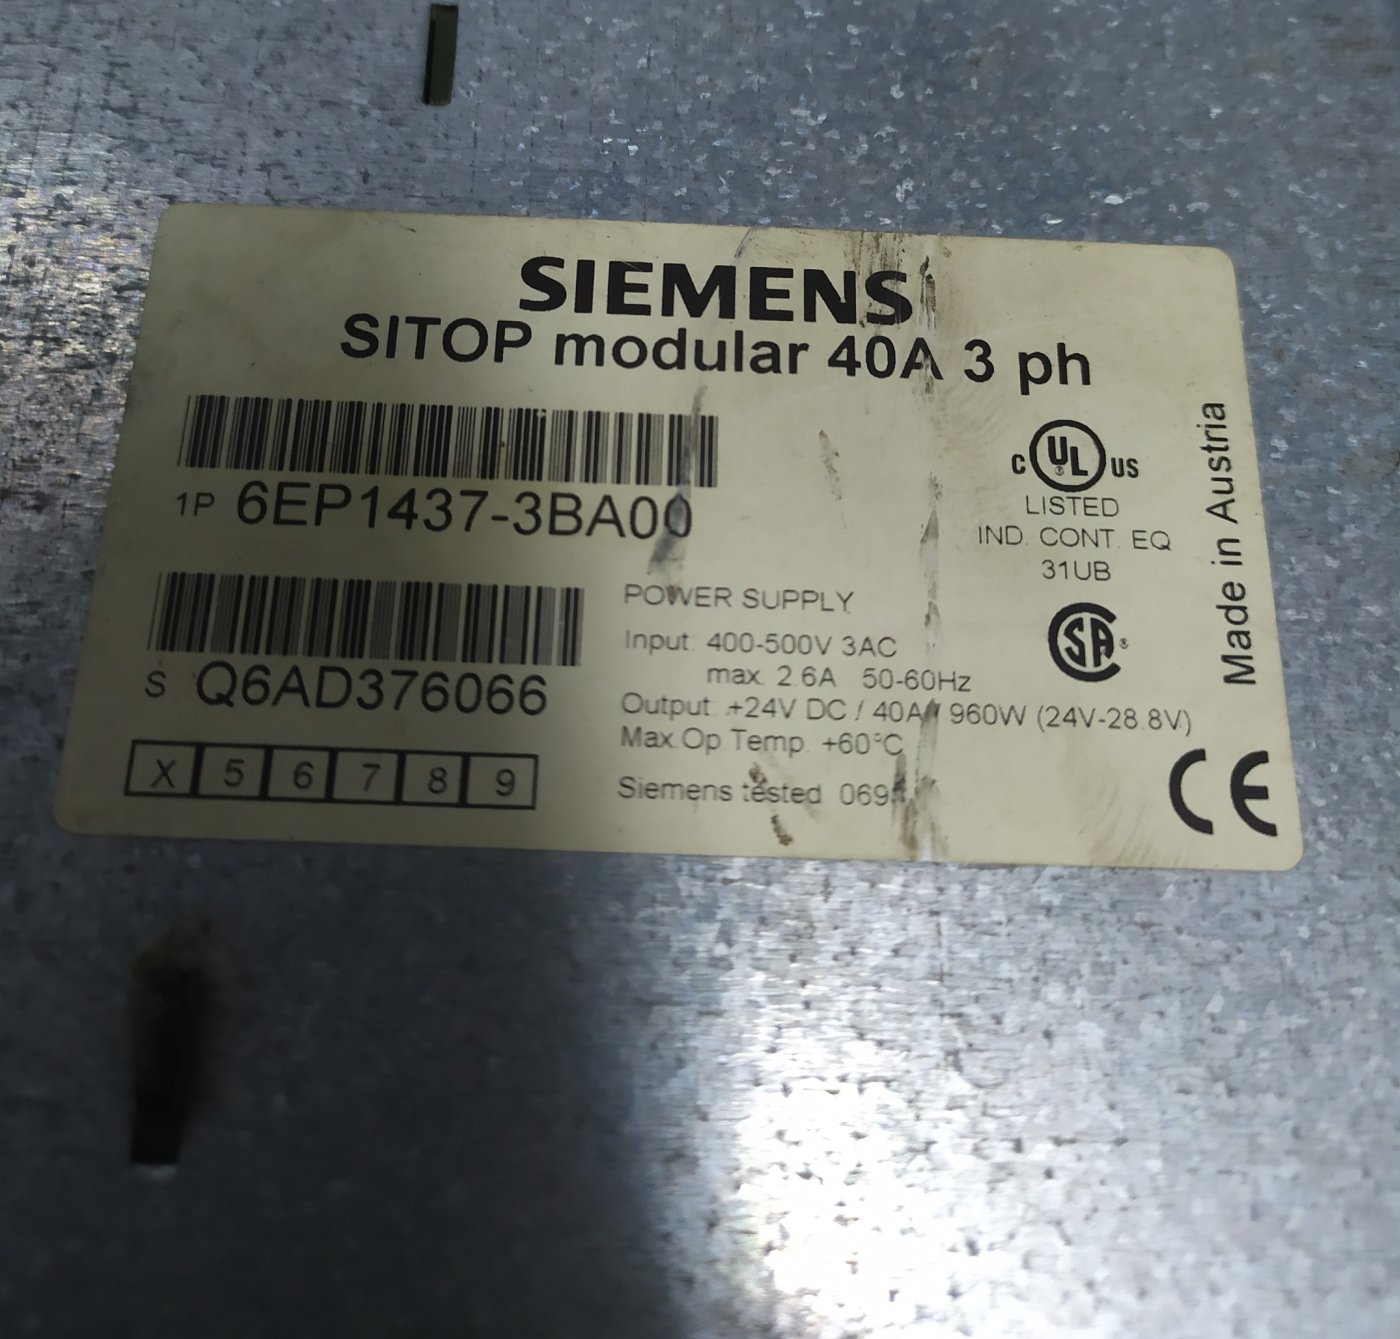 SIEMENS
SITOP modular 40A 3 ph
1P 6EP1437-3BA00
S Q6AD376066
X 5 6 7 8 9
POWER SUPPLY
Input: 400-500V 3AC
max. 2.6A 50-60Hz
Output: +24V DC / 40A / 960W (24V-28.8V)
Max.Op.Temp. +60°C
Siemens tested
C UL® US
LISTED
IND. CONT. EQ
31UB
SA®
Made in Austria
CE